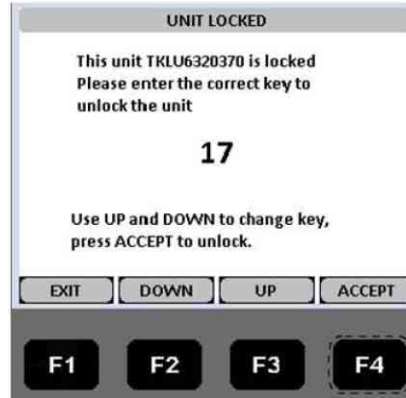 UNIT LOCKED
This unit TKLU6320370 is locked
Please enter the correct key to
unlock the unit
17
Use UP and DOWN to change key,
press ACCEPT to unlock.
EXIT DOWN UP ACCEPT
F1 F2 F3 F4